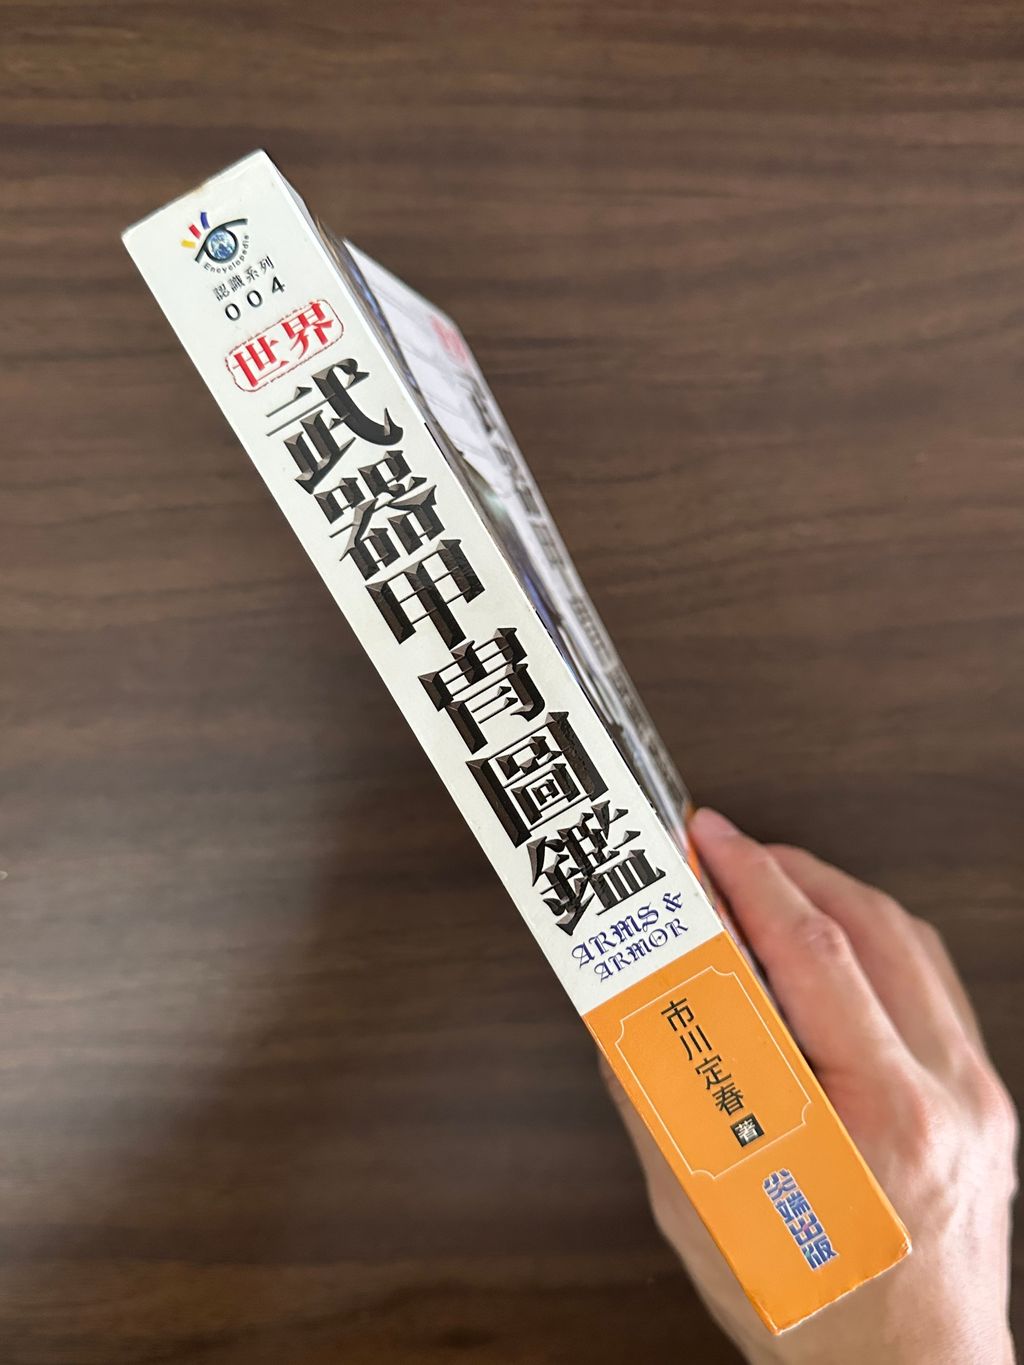 Encyclopedia
認識系列
004
世界
武器甲冑圖鑑
ARMS &
ARMOR
市川定春 著
尖端出版